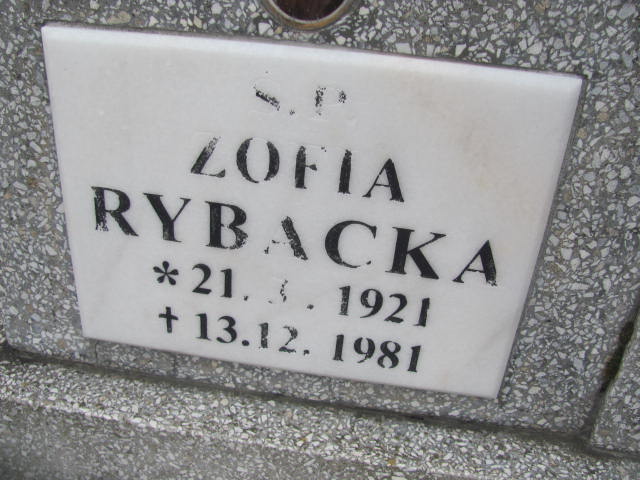 S.P.
ZOFIA
RYBACKA
* 21. . 1921
† 13.12. 1981